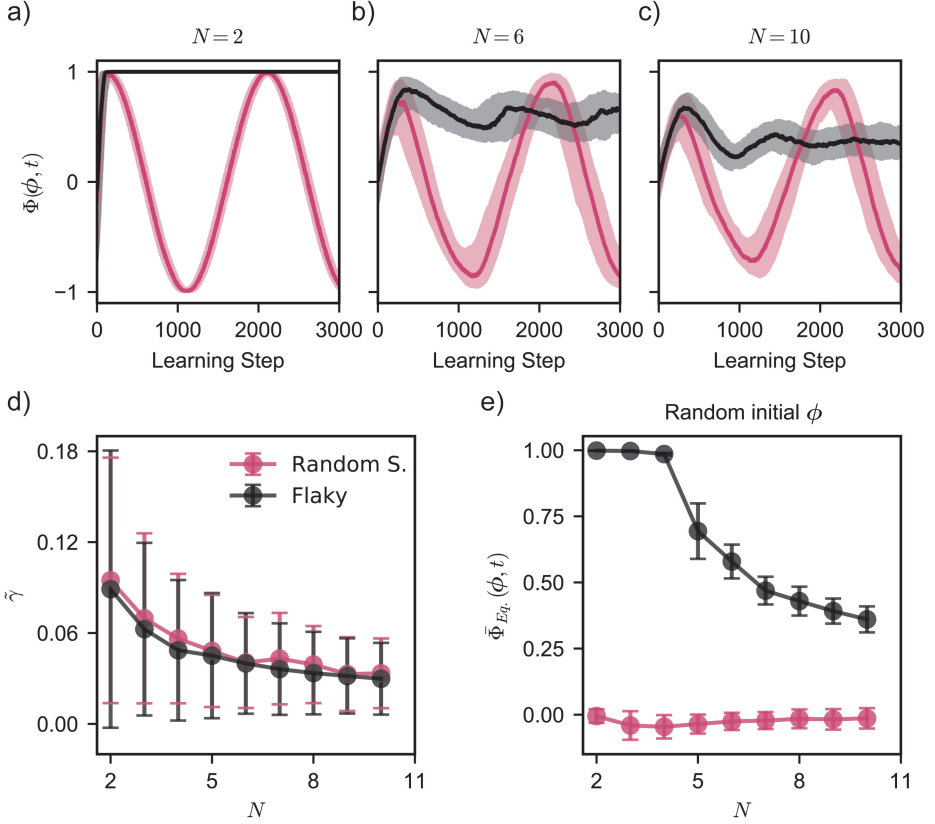 a)
b)
c)
N = 2
N = 6
N = 10
Φ(ϕ, t)
1
0
−1
0 1000 2000 3000
0 1000 2000 3000
0 1000 2000 3000
Learning Step
Learning Step
Learning Step
d)
Random S.
Flaky
γ̃
0.18
0.12
0.06
0.00
2 5 8 11
N
e)
Random initial ϕ
Φ̄Eq.(ϕ, t)
1.00
0.75
0.50
0.25
0.00
2 5 8 11
N